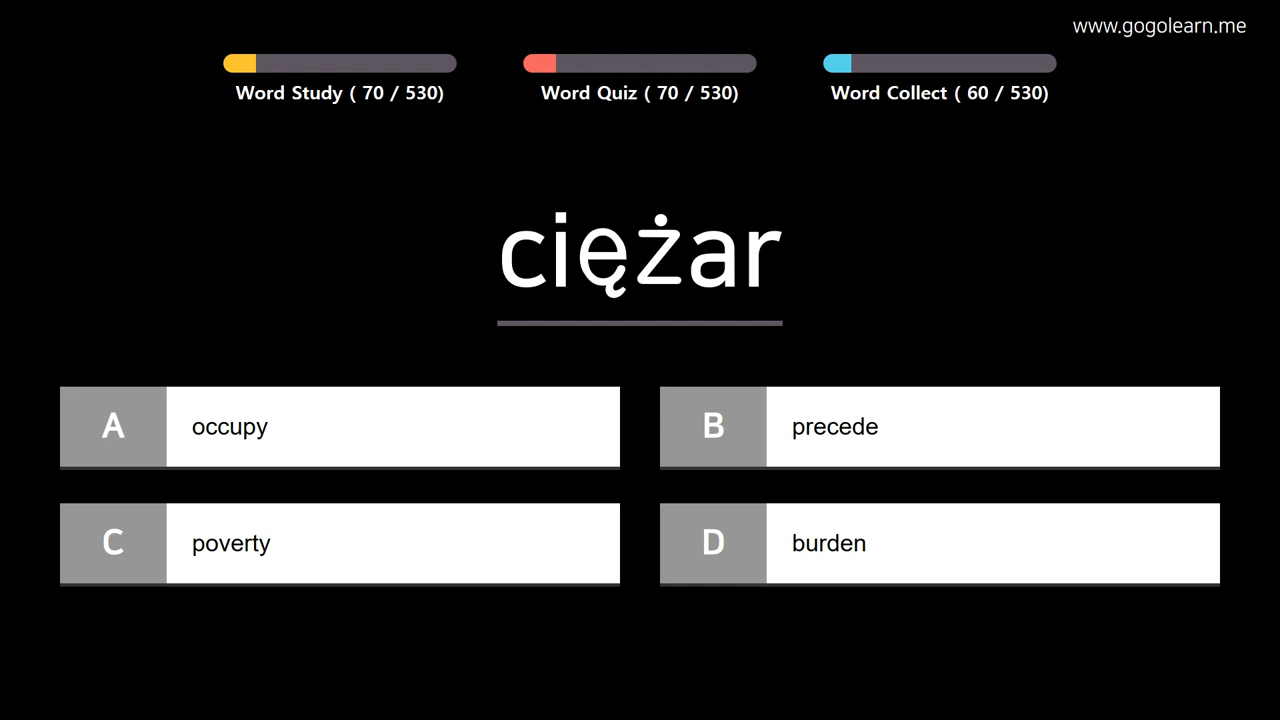 www.gogolearn.me
Word Study ( 70 / 530)
Word Quiz ( 70 / 530)
Word Collect ( 60 / 530)
ciężar
A occupy
B precede
C poverty
D burden